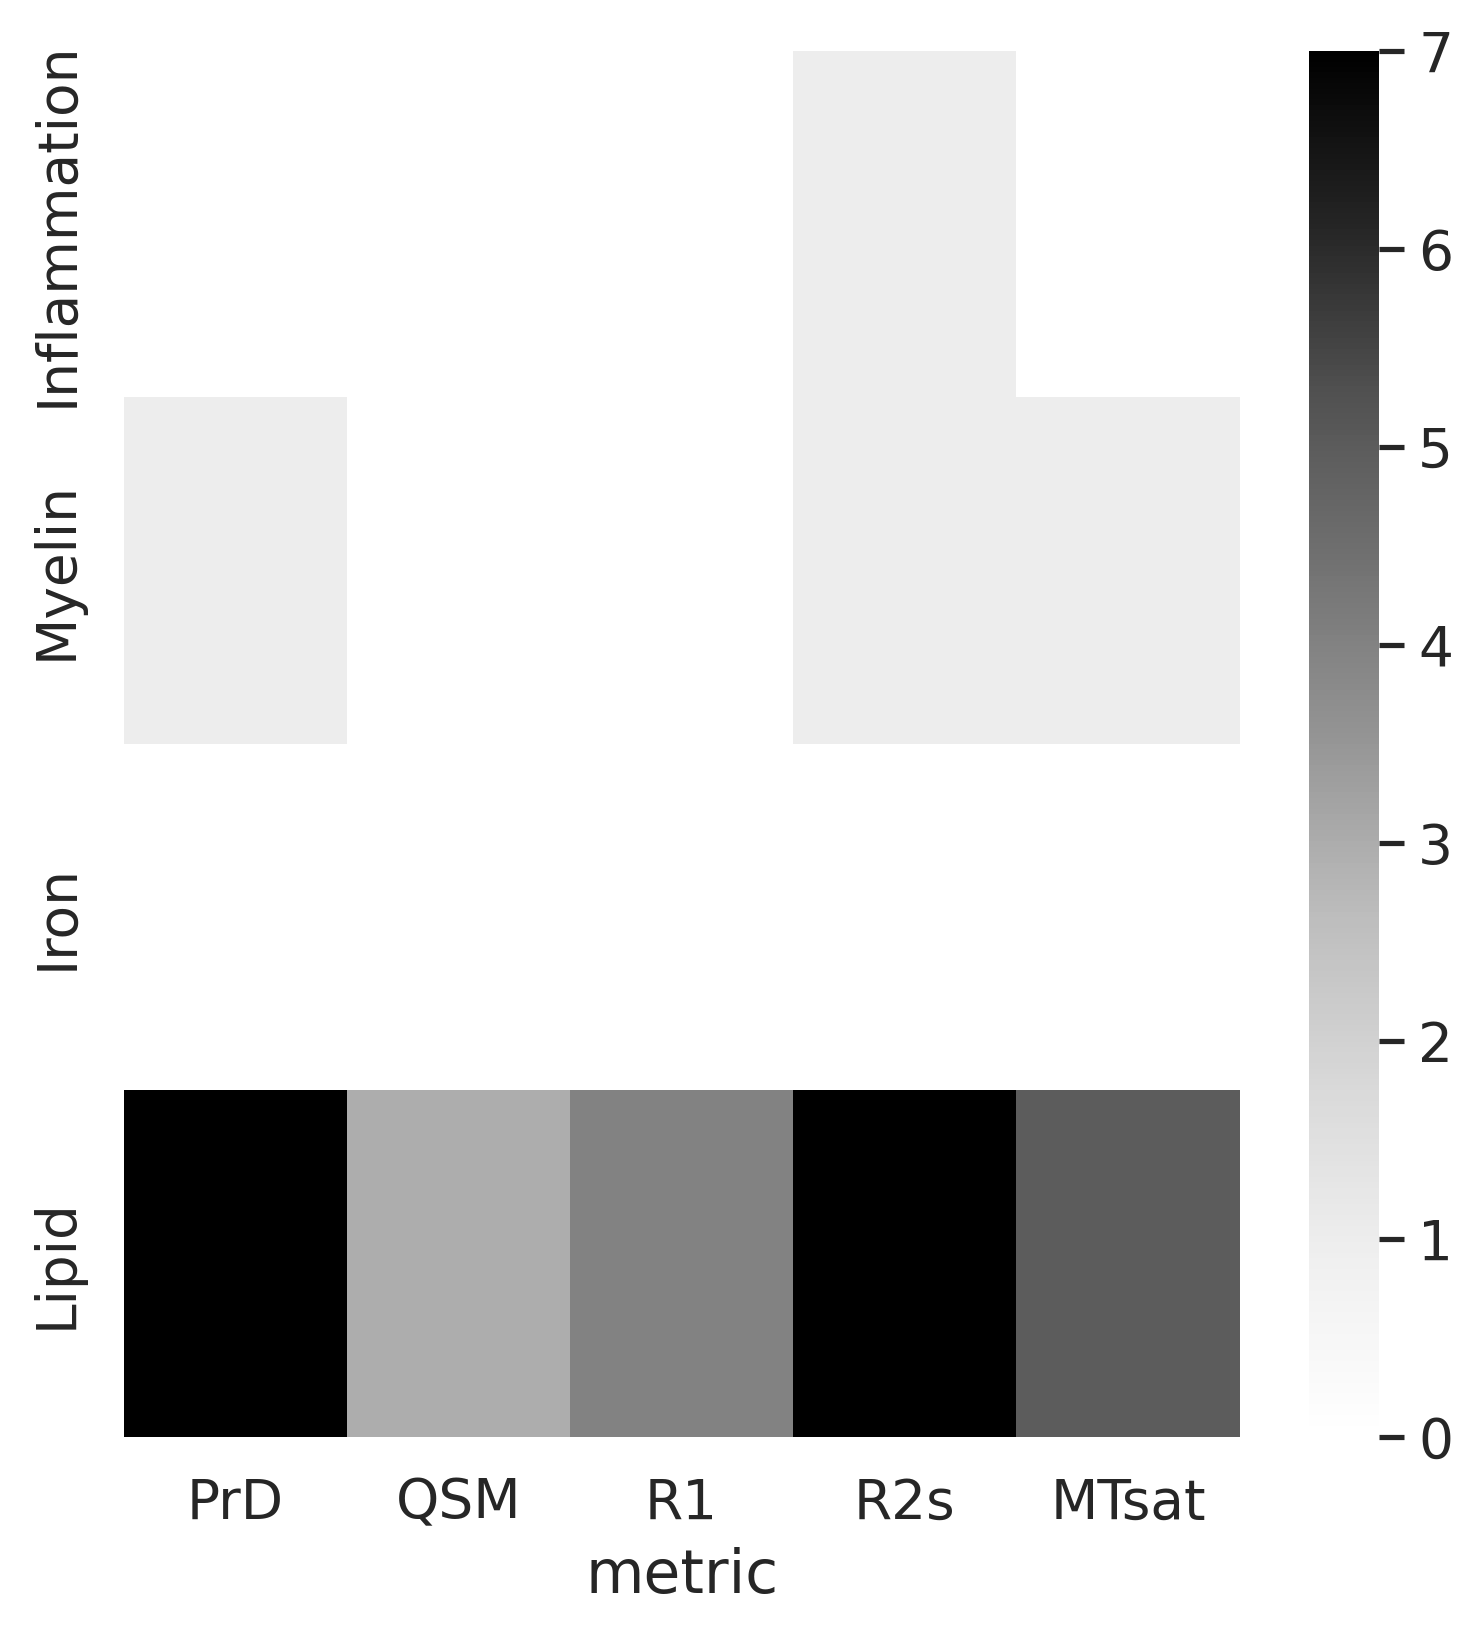 Inflammation
Myelin
Iron
Lipid
PrD QSM R1 R2s MTsat
metric
7
6
5
4
3
2
1
0